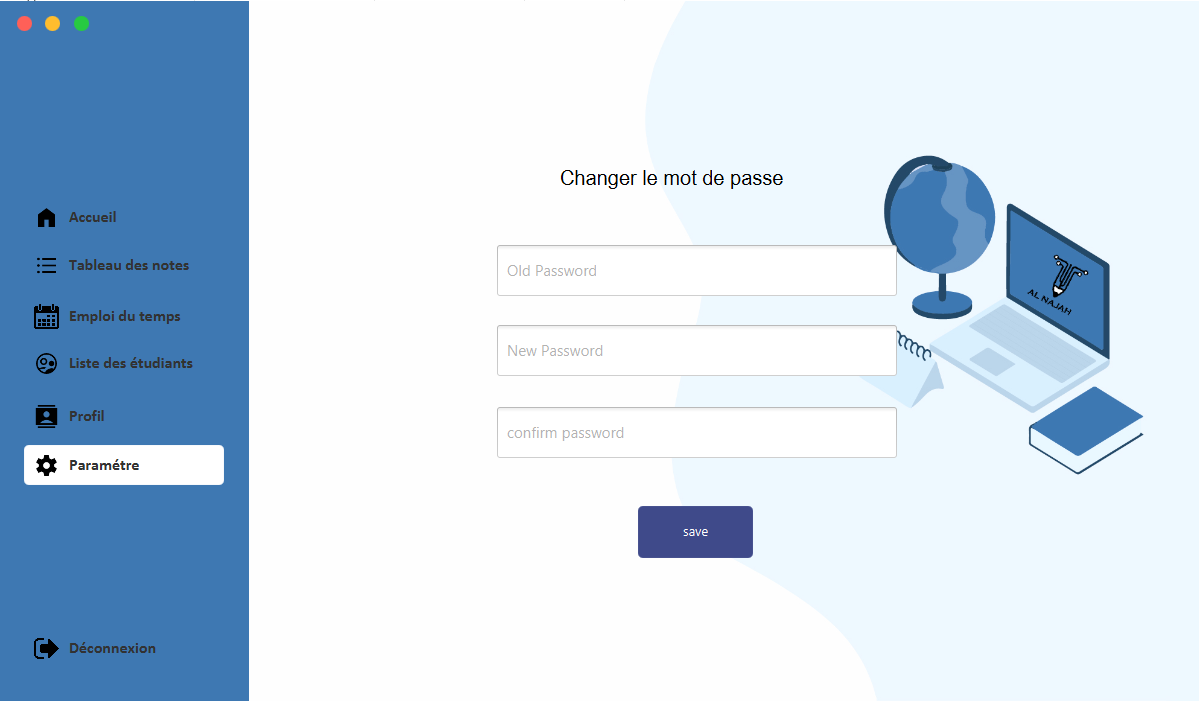 Accueil
Tableau des notes
Emploi du temps
Liste des étudiants
Profil
Paramétre
Déconnexion
Changer le mot de passe
Old Password
New Password
confirm password
save
AL NAJAH